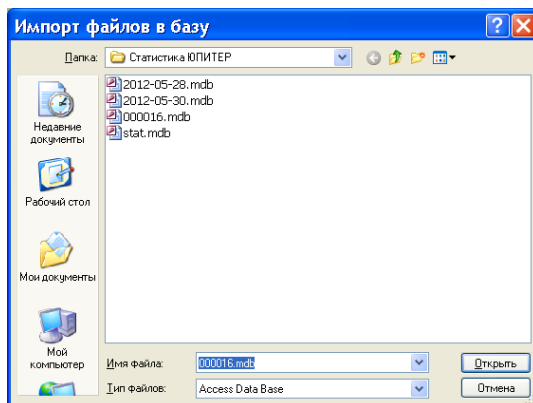 Импорт файлов в базу
Папка: Статистика ЮПИТЕР
2012-05-28.mdb
2012-05-30.mdb
000016.mdb
stat.mdb
Недавние
документы
Рабочий стол
Мои документы
Мой
компьютер
Имя файла: 000016.mdb Открыть
Тип файлов: Access Data Base Отмена